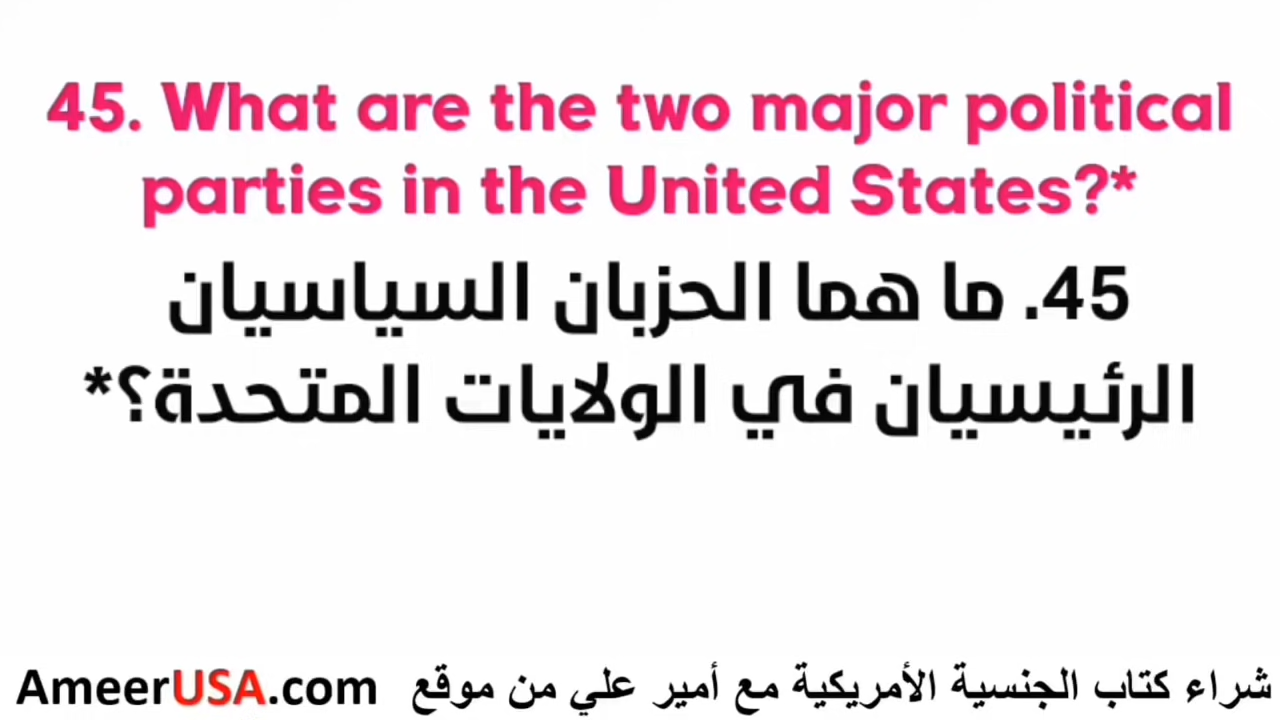 45. What are the two major political
parties in the United States?*
45. ما هما الحزبان السياسيان
الرئيسيان في الولايات المتحدة؟*
شراء كتاب الجنسية الأمريكية مع أمير علي من موقع AmeerUSA.com